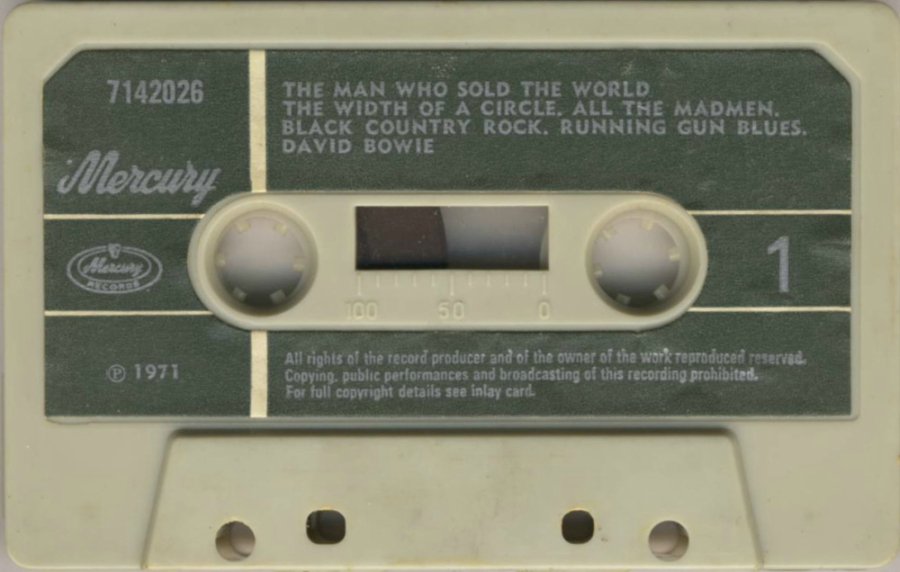 7142026
THE MAN WHO SOLD THE WORLD
THE WIDTH OF A CIRCLE. ALL THE MADMEN.
BLACK COUNTRY ROCK. RUNNING GUN BLUES.
DAVID BOWIE
Mercury
Mercury
RECORDS
1
100 50 0
℗ 1971
All rights of the record producer and of the owner of the work reproduced reserved.
Copying, public performances and broadcasting of this recording prohibited.
For full copyright details see inlay card.